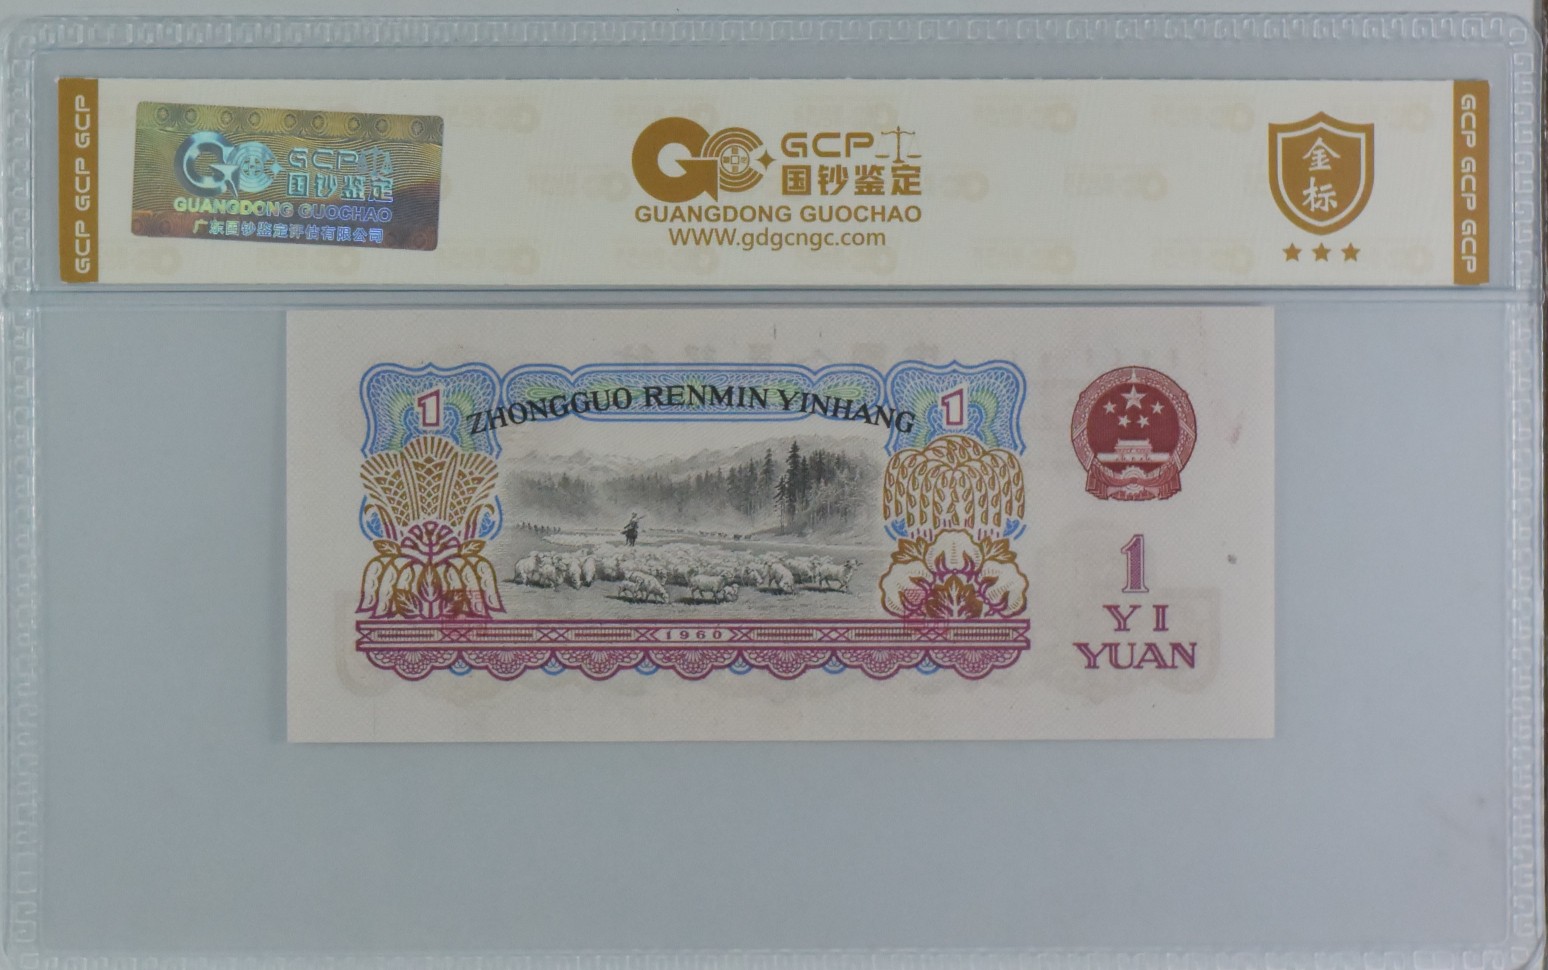 GCP GCP GCP
GCP
国钞鉴定
GUANGDONG GUOCHAO
广东国钞鉴定评估有限公司
GCP
国钞鉴定
GUANGDONG GUOCHAO
WWW.gdgcngc.com
金
标
GCP GCP GCP
1
ZHONGGUO RENMIN YINHANG
1
1960
1
YI
YUAN